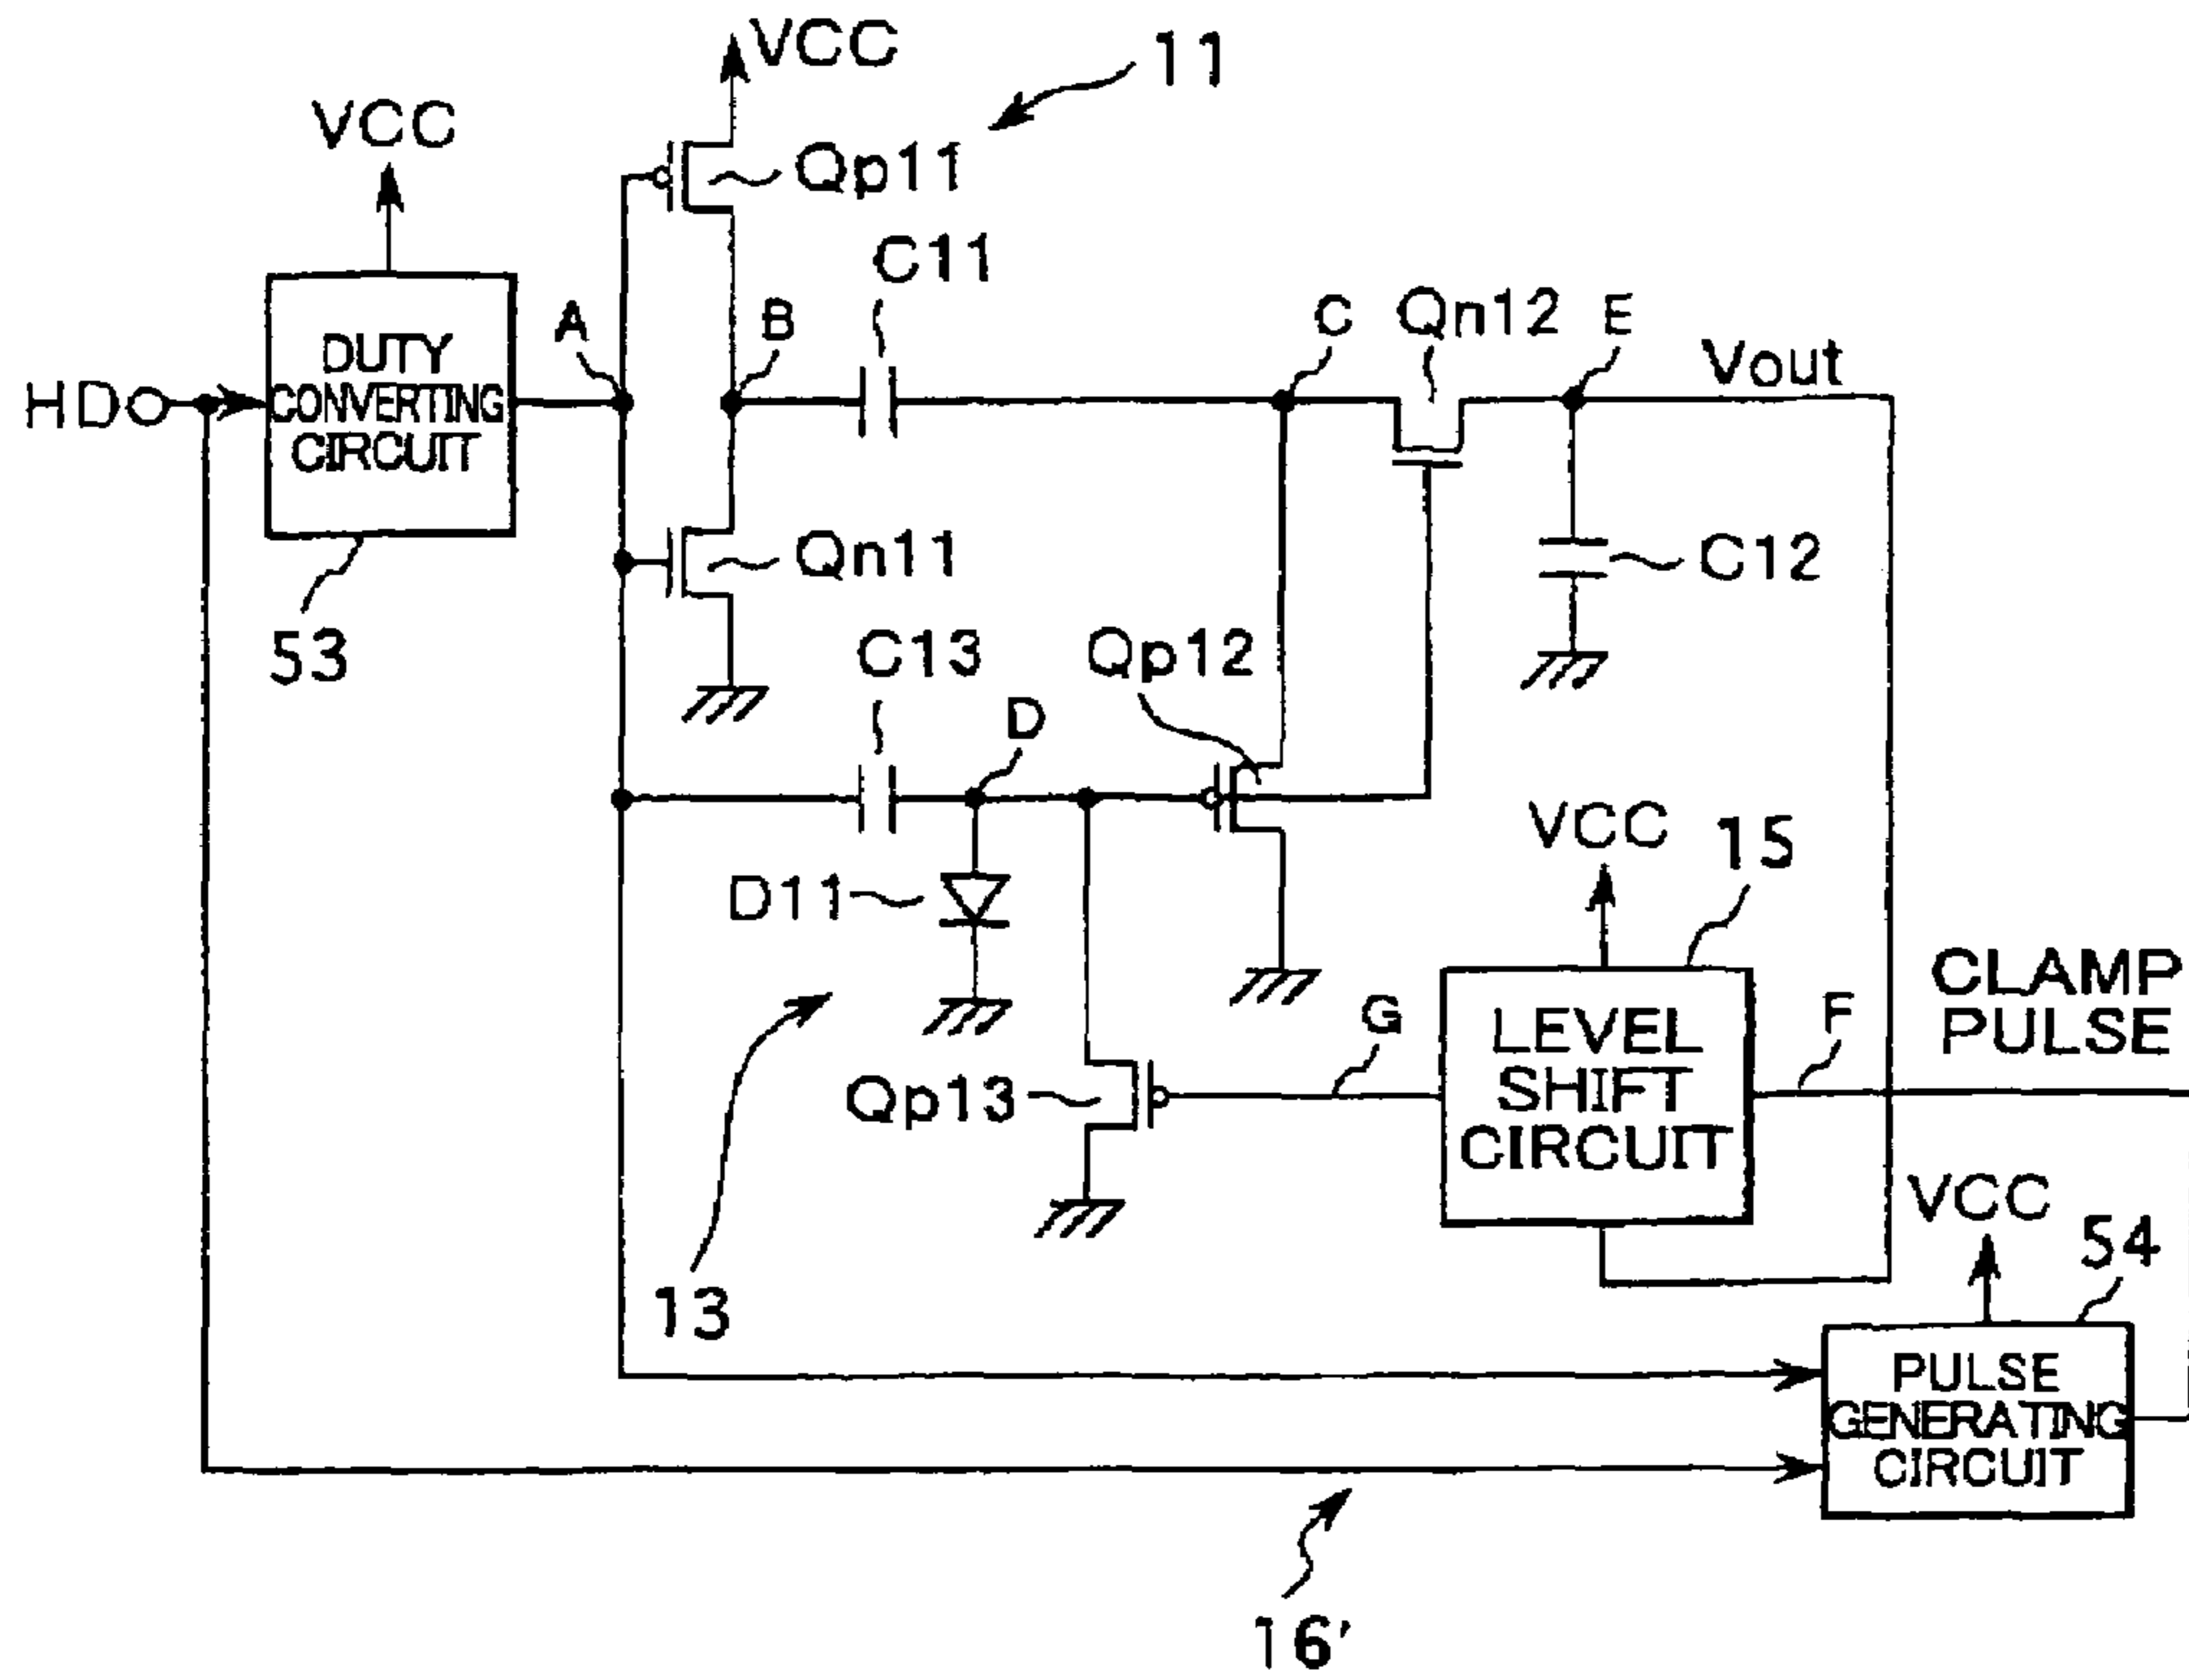 VCC
11
VCC
Qp11
C11
A
B
C
Qn12
E
Vout
HD
DUTY
CONVERTING
CIRCUIT
Qn11
C12
53
C13
Qp12
D
VCC
15
D11
CLAMP
PULSE
G
F
LEVEL
SHIFT
CIRCUIT
Qp13
VCC
54
13
PULSE
GENERATING
CIRCUIT
16'